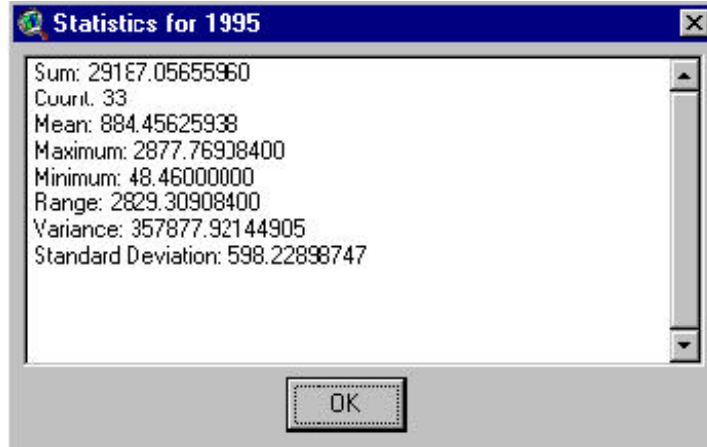 Statistics for 1995
Sum: 29187.05655960
Count: 33
Mean: 884.45625938
Maximum: 2877.76908400
Minimum: 48.46000000
Range: 2829.30908400
Variance: 357877.92144905
Standard Deviation: 598.22898747
OK